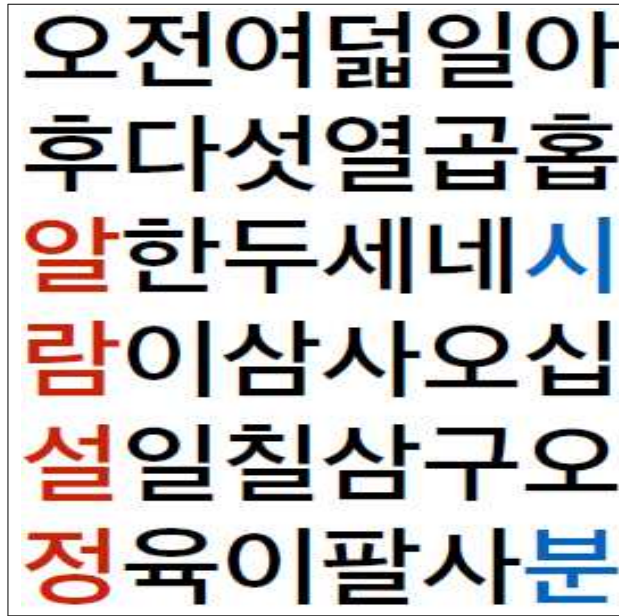 오전여덟일아
후다섯열곱홉
알한두세네시
람이삼사오십
설일칠삼구오
정육이팔사분